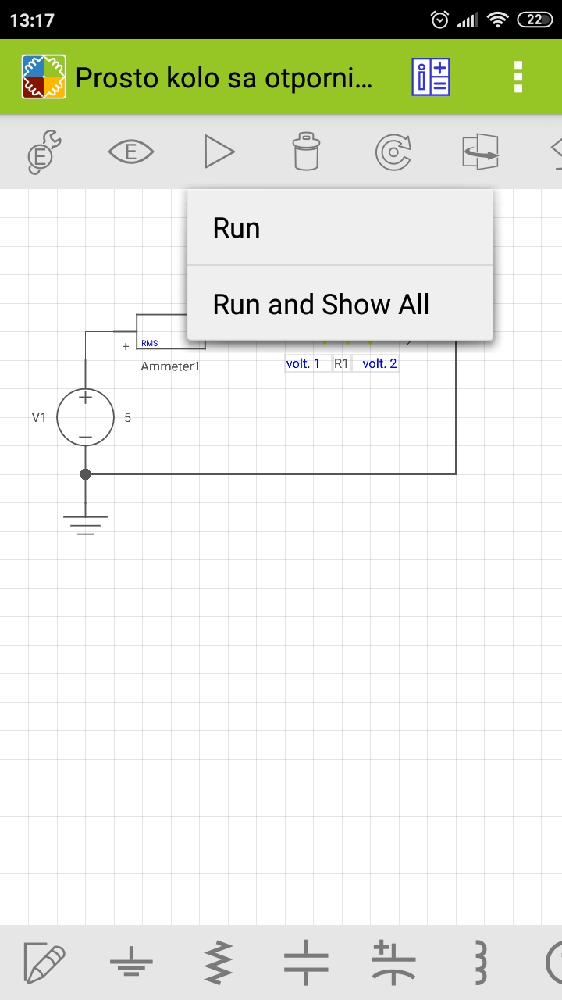 13:17
22
Prosto kolo sa otporni...
E
E
Run
Run and Show All
+
RMS
2
Ammeter1
volt. 1
R1
volt. 2
V1
5